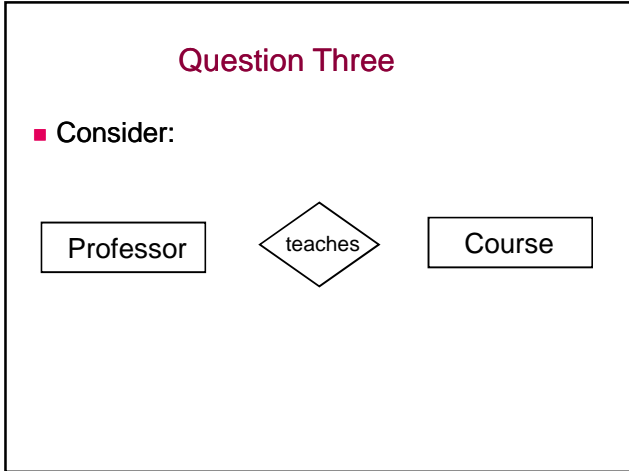 Question Three
Consider:
Professor
teaches
Course